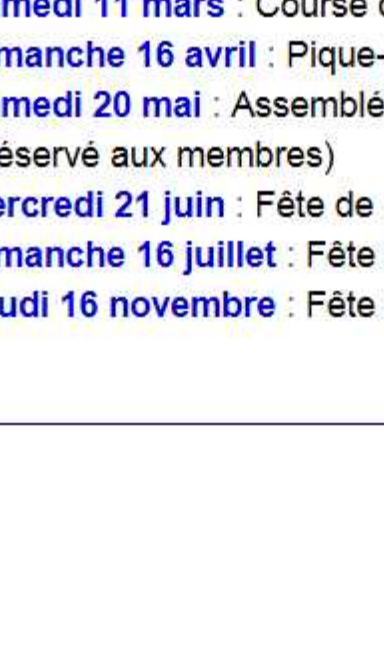 medi 11 mars : Course
manche 16 avril : Pique-
medi 20 mai : Assemblé
éservé aux membres)
ercredi 21 juin : Fête de
manche 16 juillet : Fête
udi 16 novembre : Fête